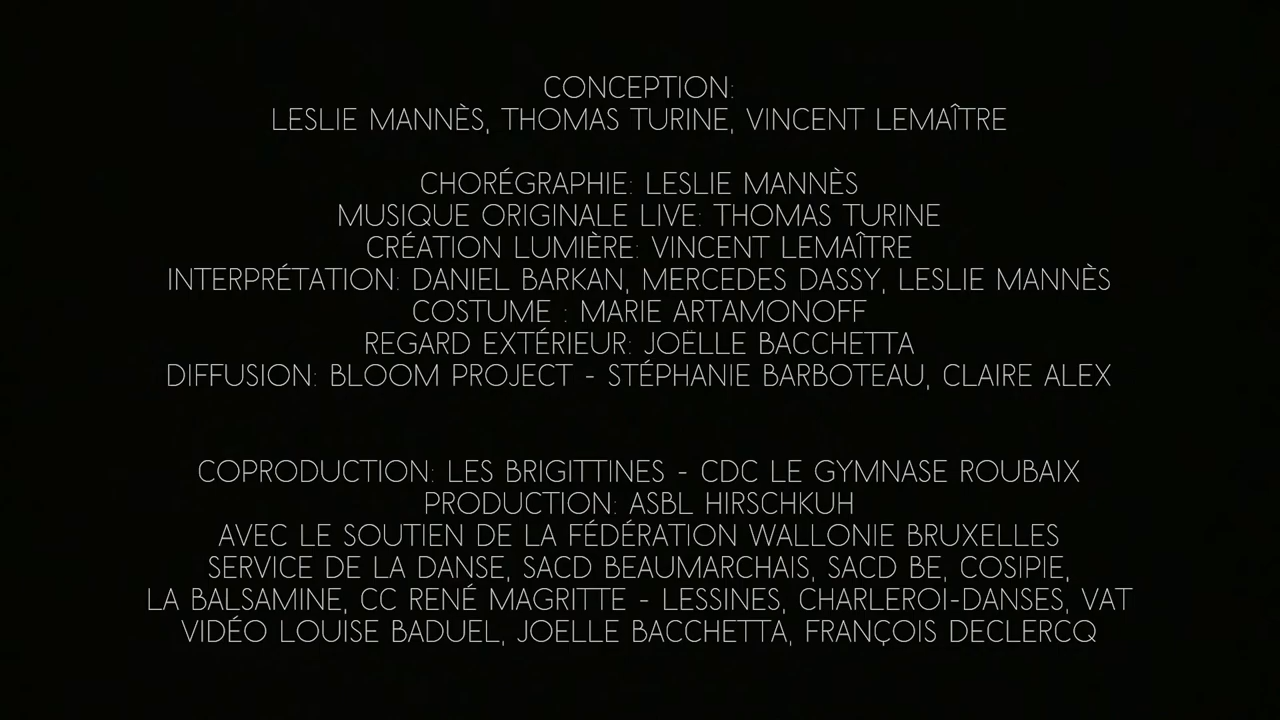 CONCEPTION:
LESLIE MANNÈS, THOMAS TURINE, VINCENT LEMAÎTRE
CHORÉGRAPHIE: LESLIE MANNÈS
MUSIQUE ORIGINALE LIVE: THOMAS TURINE
CRÉATION LUMIÈRE: VINCENT LEMAÎTRE
INTERPRÉTATION: DANIEL BARKAN, MERCEDES DASSY, LESLIE MANNÈS
COSTUME : MARIE ARTAMONOFF
REGARD EXTÉRIEUR: JOËLLE BACCHETTA
DIFFUSION: BLOOM PROJECT - STÉPHANIE BARBOTEAU, CLAIRE ALEX
COPRODUCTION: LES BRIGITTINES - CDC LE GYMNASE ROUBAIX
PRODUCTION: ASBL HIRSCHKUH
AVEC LE SOUTIEN DE LA FÉDÉRATION WALLONIE BRUXELLES
SERVICE DE LA DANSE, SACD BEAUMARCHAIS, SACD BE, COSIPIE,
LA BALSAMINE, CC RENÉ MAGRITTE - LESSINES, CHARLEROI-DANSES, VAT
VIDÉO LOUISE BADUEL, JOELLE BACCHETTA, FRANÇOIS DECLERCQ